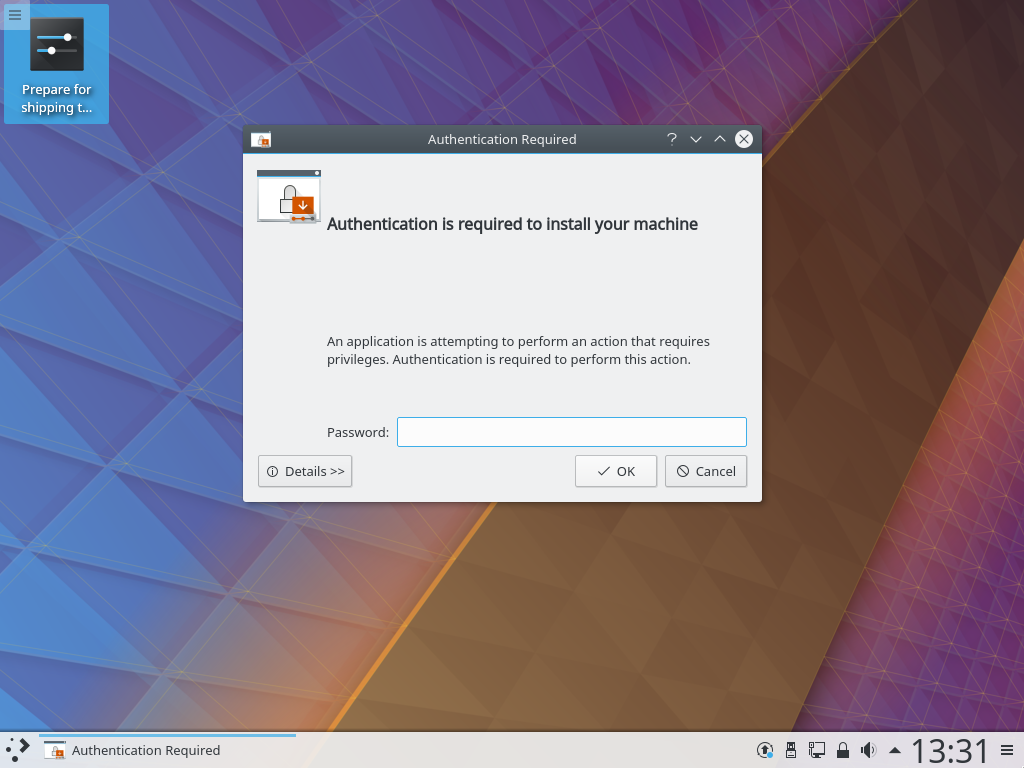 Prepare for
shipping t...
Authentication Required
Authentication is required to install your machine
An application is attempting to perform an action that requires
privileges. Authentication is required to perform this action.
Password:
Details >>
OK
Cancel
Authentication Required
13:31